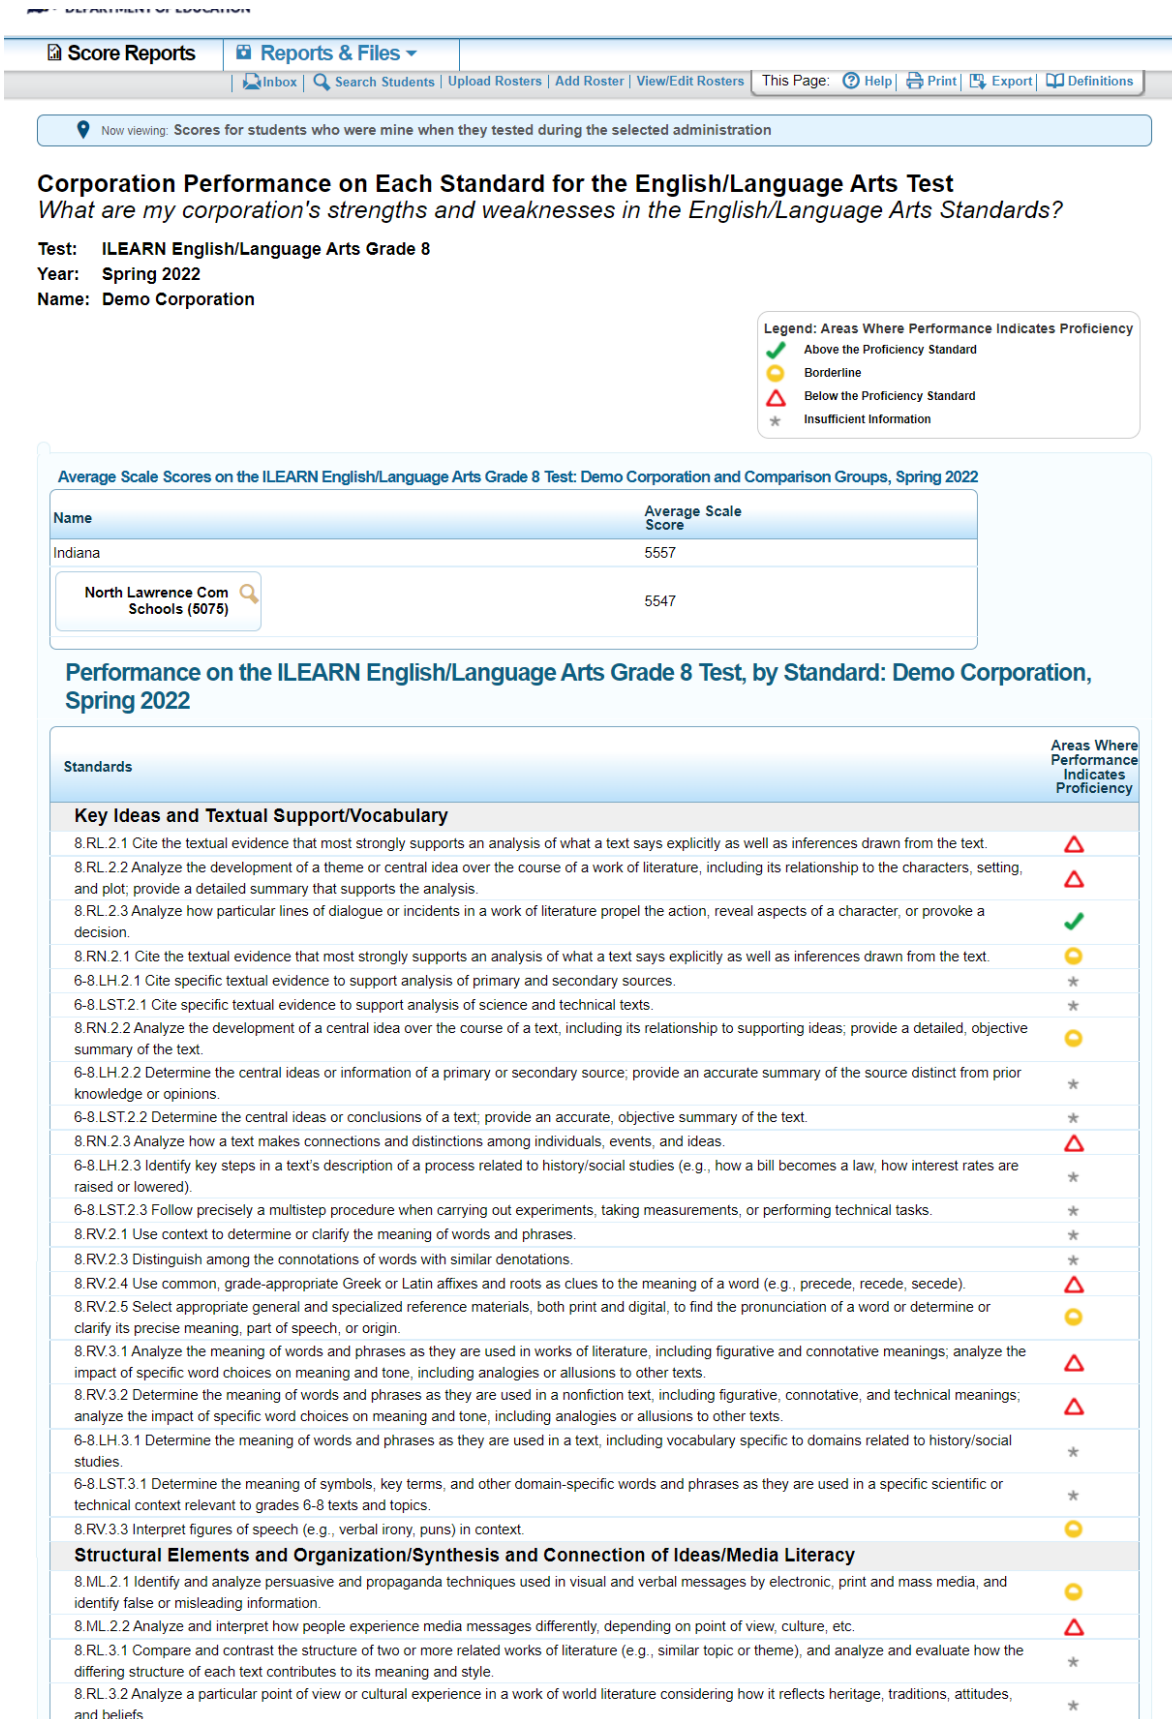 DEPARTMENT OF EDUCATION
Score Reports
Reports & Files
Inbox | Search Students | Upload Rosters | Add Roster | View/Edit Rosters
This Page: Help | Print | Export | Definitions
Now viewing: Scores for students who were mine when they tested during the selected administration
Corporation Performance on Each Standard for the English/Language Arts Test
What are my corporation's strengths and weaknesses in the English/Language Arts Standards?
Test: ILEARN English/Language Arts Grade 8
Year: Spring 2022
Name: Demo Corporation
Legend: Areas Where Performance Indicates Proficiency
Above the Proficiency Standard
Borderline
Below the Proficiency Standard
* Insufficient Information
Average Scale Scores on the ILEARN English/Language Arts Grade 8 Test: Demo Corporation and Comparison Groups, Spring 2022
Name
Average Scale
Score
Indiana
5557
North Lawrence Com
Schools (5075)
5547
Performance on the ILEARN English/Language Arts Grade 8 Test, by Standard: Demo Corporation,
Spring 2022
Standards
Areas Where
Performance
Indicates
Proficiency
Key Ideas and Textual Support/Vocabulary
8.RL.2.1 Cite the textual evidence that most strongly supports an analysis of what a text says explicitly as well as inferences drawn from the text.
8.RL.2.2 Analyze the development of a theme or central idea over the course of a work of literature, including its relationship to the characters, setting,
and plot; provide a detailed summary that supports the analysis.
8.RL.2.3 Analyze how particular lines of dialogue or incidents in a work of literature propel the action, reveal aspects of a character, or provoke a
decision.
8.RN.2.1 Cite the textual evidence that most strongly supports an analysis of what a text says explicitly as well as inferences drawn from the text.
6-8.LH.2.1 Cite specific textual evidence to support analysis of primary and secondary sources. *
6-8.LST.2.1 Cite specific textual evidence to support analysis of science and technical texts. *
8.RN.2.2 Analyze the development of a central idea over the course of a text, including its relationship to supporting ideas; provide a detailed, objective
summary of the text.
6-8.LH.2.2 Determine the central ideas or information of a primary or secondary source; provide an accurate summary of the source distinct from prior
knowledge or opinions. *
6-8.LST.2.2 Determine the central ideas or conclusions of a text; provide an accurate, objective summary of the text. *
8.RN.2.3 Analyze how a text makes connections and distinctions among individuals, events, and ideas.
6-8.LH.2.3 Identify key steps in a text's description of a process related to history/social studies (e.g., how a bill becomes a law, how interest rates are
raised or lowered). *
6-8.LST.2.3 Follow precisely a multistep procedure when carrying out experiments, taking measurements, or performing technical tasks. *
8.RV.2.1 Use context to determine or clarify the meaning of words and phrases. *
8.RV.2.3 Distinguish among the connotations of words with similar denotations. *
8.RV.2.4 Use common, grade-appropriate Greek or Latin affixes and roots as clues to the meaning of a word (e.g., precede, recede, secede).
8.RV.2.5 Select appropriate general and specialized reference materials, both print and digital, to find the pronunciation of a word or determine or
clarify its precise meaning, part of speech, or origin.
8.RV.3.1 Analyze the meaning of words and phrases as they are used in works of literature, including figurative and connotative meanings; analyze the
impact of specific word choices on meaning and tone, including analogies or allusions to other texts.
8.RV.3.2 Determine the meaning of words and phrases as they are used in a nonfiction text, including figurative, connotative, and technical meanings;
analyze the impact of specific word choices on meaning and tone, including analogies or allusions to other texts.
6-8.LH.3.1 Determine the meaning of words and phrases as they are used in a text, including vocabulary specific to domains related to history/social
studies. *
6-8.LST.3.1 Determine the meaning of symbols, key terms, and other domain-specific words and phrases as they are used in a specific scientific or
technical context relevant to grades 6-8 texts and topics. *
8.RV.3.3 Interpret figures of speech (e.g., verbal irony, puns) in context.
Structural Elements and Organization/Synthesis and Connection of Ideas/Media Literacy
8.ML.2.1 Identify and analyze persuasive and propaganda techniques used in visual and verbal messages by electronic, print and mass media, and
identify false or misleading information.
8.ML.2.2 Analyze and interpret how people experience media messages differently, depending on point of view, culture, etc.
8.RL.3.1 Compare and contrast the structure of two or more related works of literature (e.g., similar topic or theme), and analyze and evaluate how the
differing structure of each text contributes to its meaning and style. *
8.RL.3.2 Analyze a particular point of view or cultural experience in a work of world literature considering how it reflects heritage, traditions, attitudes,
and beliefs. *